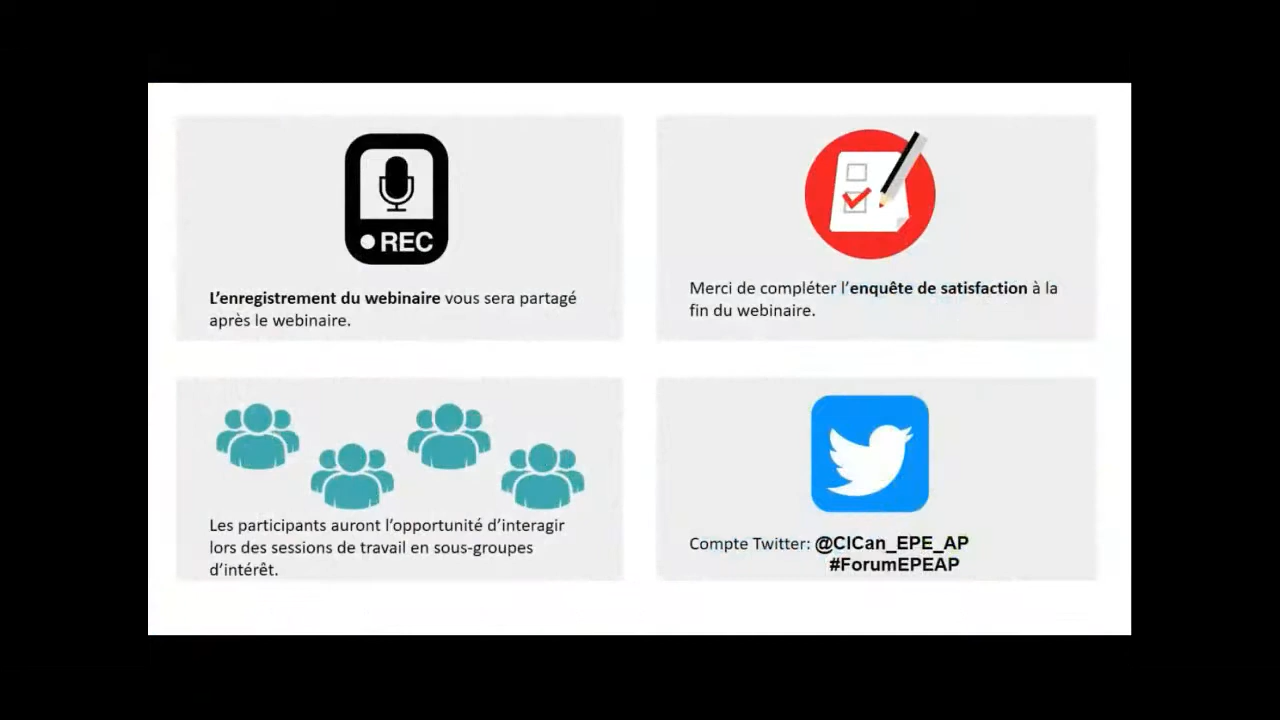 REC
L'enregistrement du webinaire vous sera partagé
après le webinaire.
Merci de compléter l'enquête de satisfaction à la
fin du webinaire.
Les participants auront l'opportunité d'interagir
lors des sessions de travail en sous-groupes
d'intérêt.
Compte Twitter: @CICan_EPE_AP
#ForumEPEAP